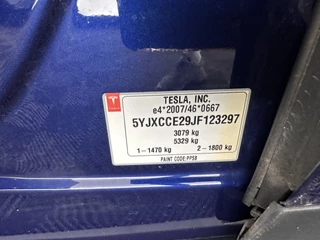 TESLA, INC.
e4*2007/46*0667
5YJXCCE29JF123297
3079 kg
5329 kg
1-1470 kg 2-1800 kg
PAINT CODE:PPSB